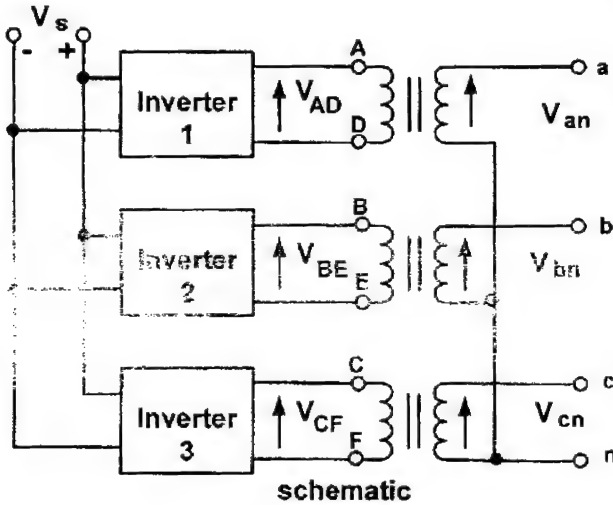 V s
- +
A
a
Inverter
1
V AD
V an
D
B
b
Inverter
2
V BE
V bn
E
C
c
Inverter
3
V CF
V cn
F
n
schematic